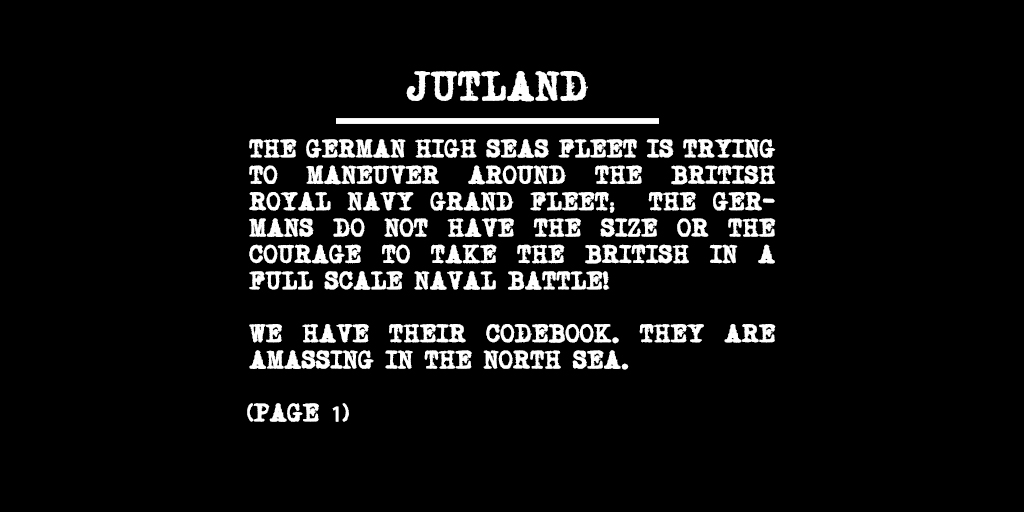 JUTLAND
THE GERMAN HIGH SEAS FLEET IS TRYING
TO MANEUVER AROUND THE BRITISH
ROYAL NAVY GRAND FLEET; THE GER-
MANS DO NOT HAVE THE SIZE OR THE
COURAGE TO TAKE THE BRITISH IN A
FULL SCALE NAVAL BATTLE!
WE HAVE THEIR CODEBOOK. THEY ARE
AMASSING IN THE NORTH SEA.
(PAGE 1)